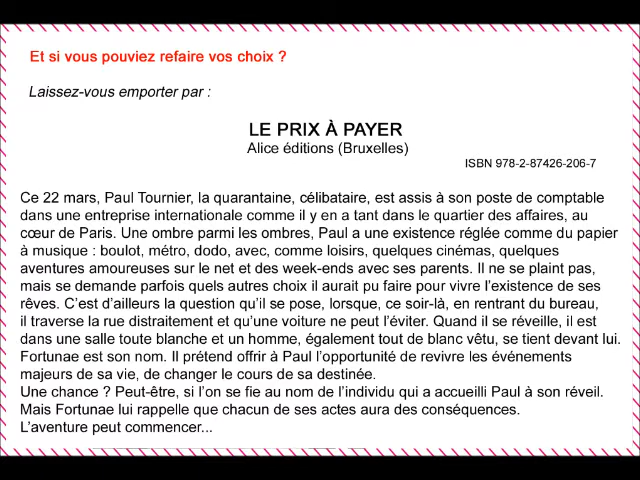 Et si vous pouviez refaire vos choix ?
Laissez-vous emporter par :
LE PRIX À PAYER
Alice éditions (Bruxelles)
ISBN 978-2-87426-206-7
Ce 22 mars, Paul Tournier, la quarantaine, célibataire, est assis à son poste de comptable
dans une entreprise internationale comme il y en a tant dans le quartier des affaires, au
cœur de Paris. Une ombre parmi les ombres, Paul a une existence réglée comme du papier
à musique : boulot, métro, dodo, avec, comme loisirs, quelques cinémas, quelques
aventures amoureuses sur le net et des week-ends avec ses parents. Il ne se plaint pas,
mais se demande parfois quels autres choix il aurait pu faire pour vivre l'existence de ses
rêves. C'est d'ailleurs la question qu'il se pose, lorsque, ce soir-là, en rentrant du bureau,
il traverse la rue distraitement et qu'une voiture ne peut l'éviter. Quand il se réveille, il est
dans une salle toute blanche et un homme, également tout de blanc vêtu, se tient devant lui.
Fortunae est son nom. Il prétend offrir à Paul l'opportunité de revivre les événements
majeurs de sa vie, de changer le cours de sa destinée.
Une chance ? Peut-être, si l'on se fie au nom de l'individu qui a accueilli Paul à son réveil.
Mais Fortunae lui rappelle que chacun de ses actes aura des conséquences.
L'aventure peut commencer...